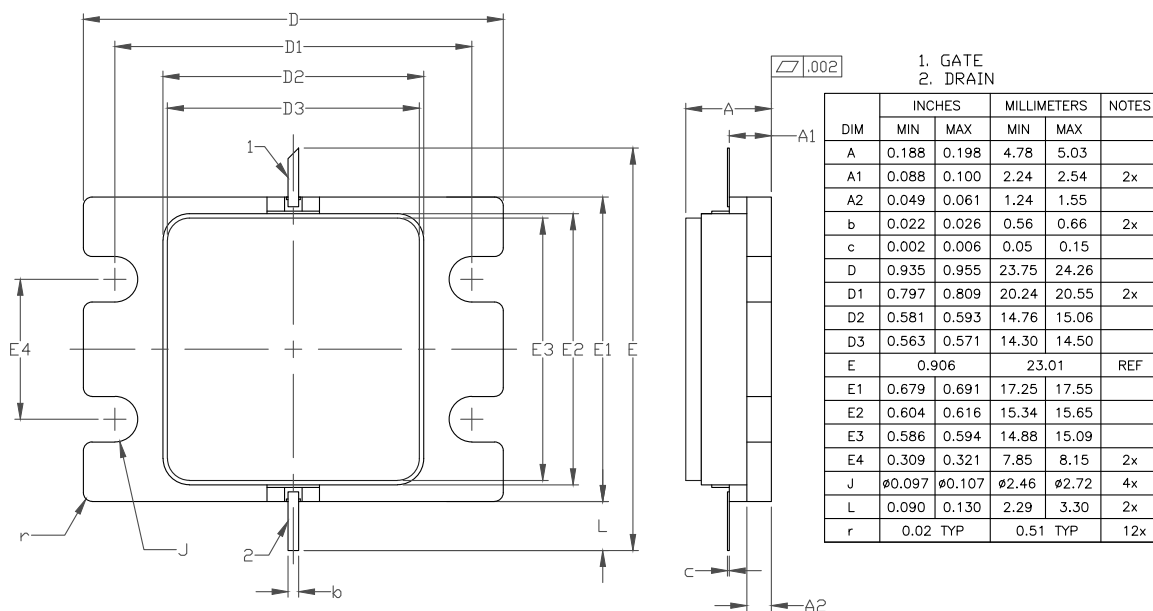 D
D1
D2
D3
1
E4
E3
E2
E1
E
r
J
2
b
L
.002
A
A1
c
A2
1. GATE
2. DRAIN
INCHES MILLIMETERS NOTES
DIM MIN MAX MIN MAX
A 0.188 0.198 4.78 5.03
A1 0.088 0.100 2.24 2.54 2x
A2 0.049 0.061 1.24 1.55
b 0.022 0.026 0.56 0.66 2x
c 0.002 0.006 0.05 0.15
D 0.935 0.955 23.75 24.26
D1 0.797 0.809 20.24 20.55 2x
D2 0.581 0.593 14.76 15.06
D3 0.563 0.571 14.30 14.50
E 0.906 23.01 REF
E1 0.679 0.691 17.25 17.55
E2 0.604 0.616 15.34 15.65
E3 0.586 0.594 14.88 15.09
E4 0.309 0.321 7.85 8.15 2x
J ø0.097 ø0.107 ø2.46 ø2.72 4x
L 0.090 0.130 2.29 3.30 2x
r 0.02 TYP 0.51 TYP 12x